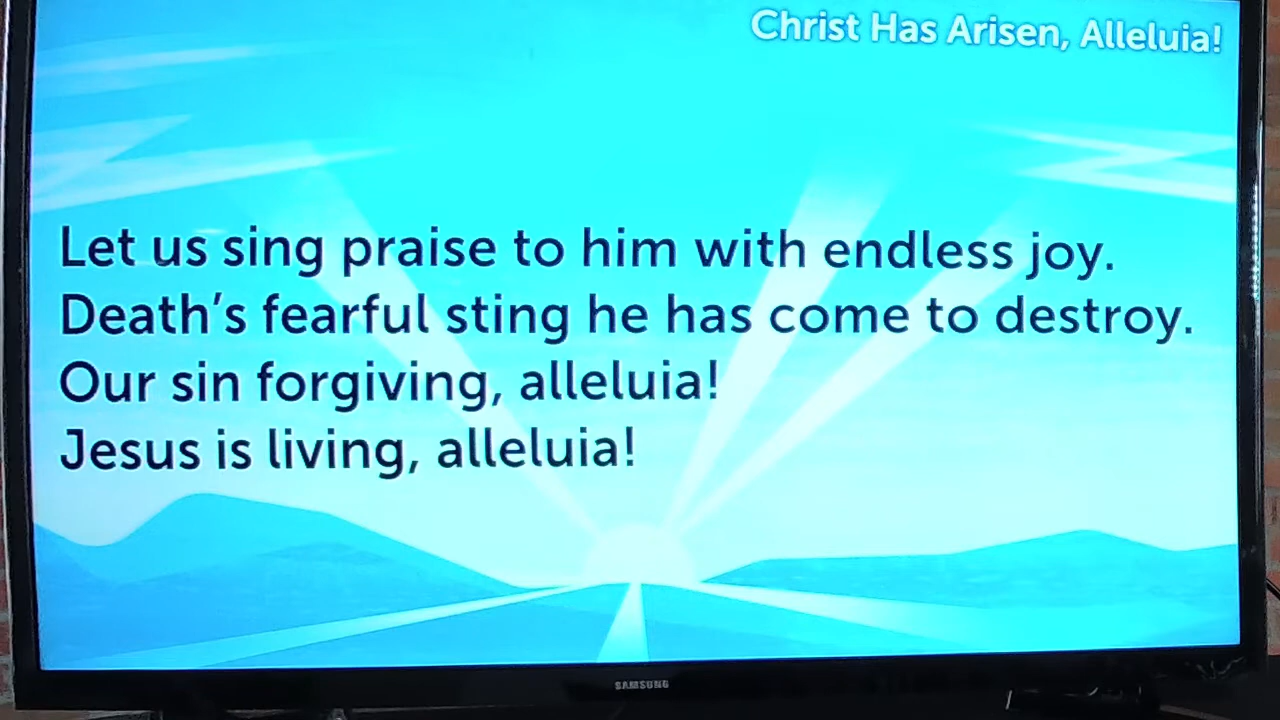 Christ Has Arisen, Alleluia!
Let us sing praise to him with endless joy.
Death's fearful sting he has come to destroy.
Our sin forgiving, alleluia!
Jesus is living, alleluia!
SAMSUNG